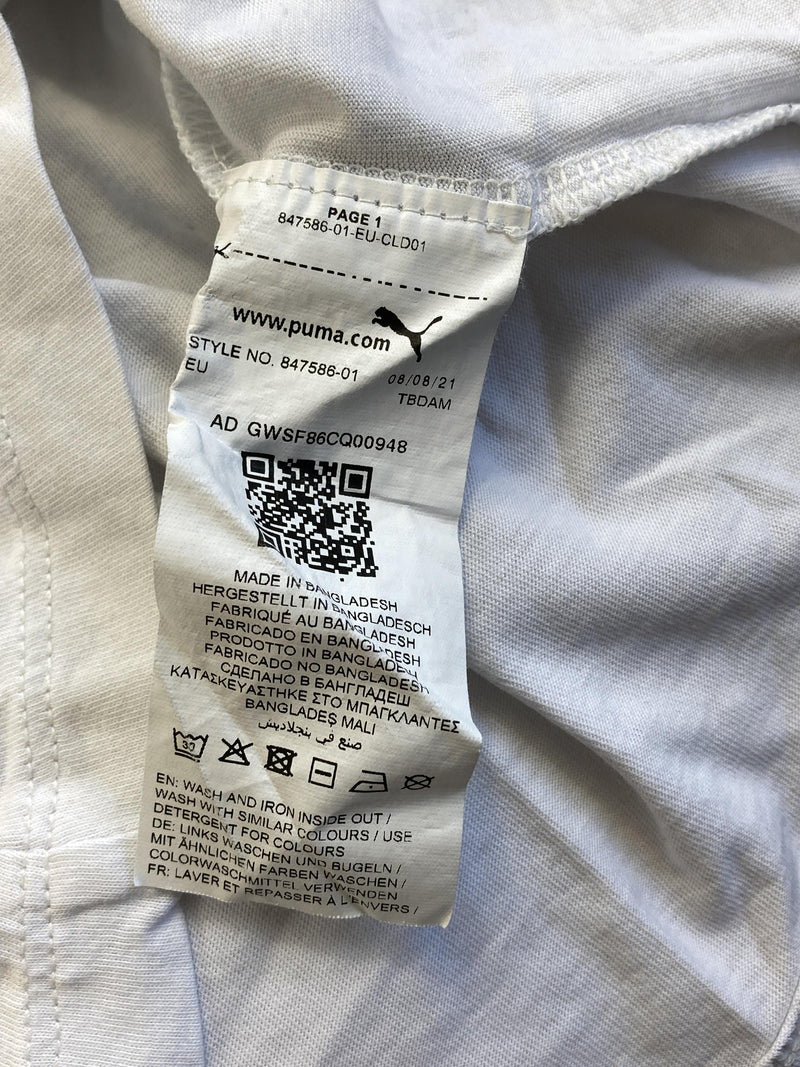 PAGE 1
847586-01-EU-CLD01
www.puma.com
STYLE NO. 847586-01
EU
08/08/21
TBDAM
AD GWSF86CQ00948
MADE IN BANGLADESH
HERGESTELLT IN BANGLADESCH
FABRIQUÉ AU BANGLADESH
FABRICADO EN BANGLADESH
PRODOTTO IN BANGLADESH
FABRICADO NO BANGLADESH
СДЕЛАНО В БАНГЛАДЕШ
ΚΑΤΑΣΚΕΥΑΣΤΗΚΕ ΣΤΟ ΜΠΑΓΚΛΑΝΤΕΣ
BANGLADEŞ MALI
صنع في بنجلاديش
30
EN: WASH AND IRON INSIDE OUT /
WASH WITH SIMILAR COLOURS / USE
DETERGENT FOR COLOURS
DE: LINKS WASCHEN UND BUGELN /
MIT ÄHNLICHEN FARBEN WASCHEN /
COLORWASCHMITTEL VERWENDEN
FR: LAVER ET REPASSER À L'ENVERS /